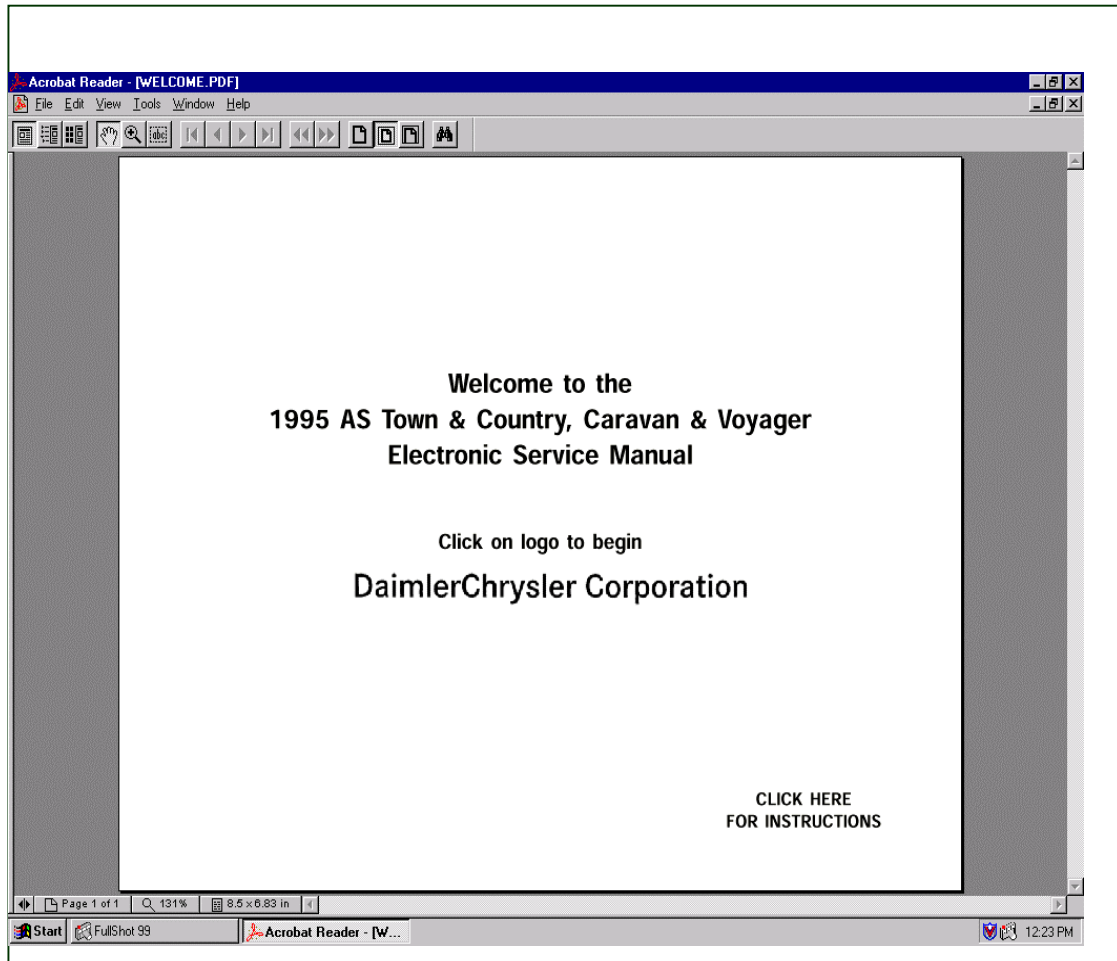 Acrobat Reader - [WELCOME.PDF]
File Edit View Tools Window Help
abc
Welcome to the
1995 AS Town & Country, Caravan & Voyager
Electronic Service Manual
Click on logo to begin
DaimlerChrysler Corporation
CLICK HERE
FOR INSTRUCTIONS
Page 1 of 1 131% 8.5 x 6.83 in
Start FullShot 99 Acrobat Reader - [W... 12:23 PM